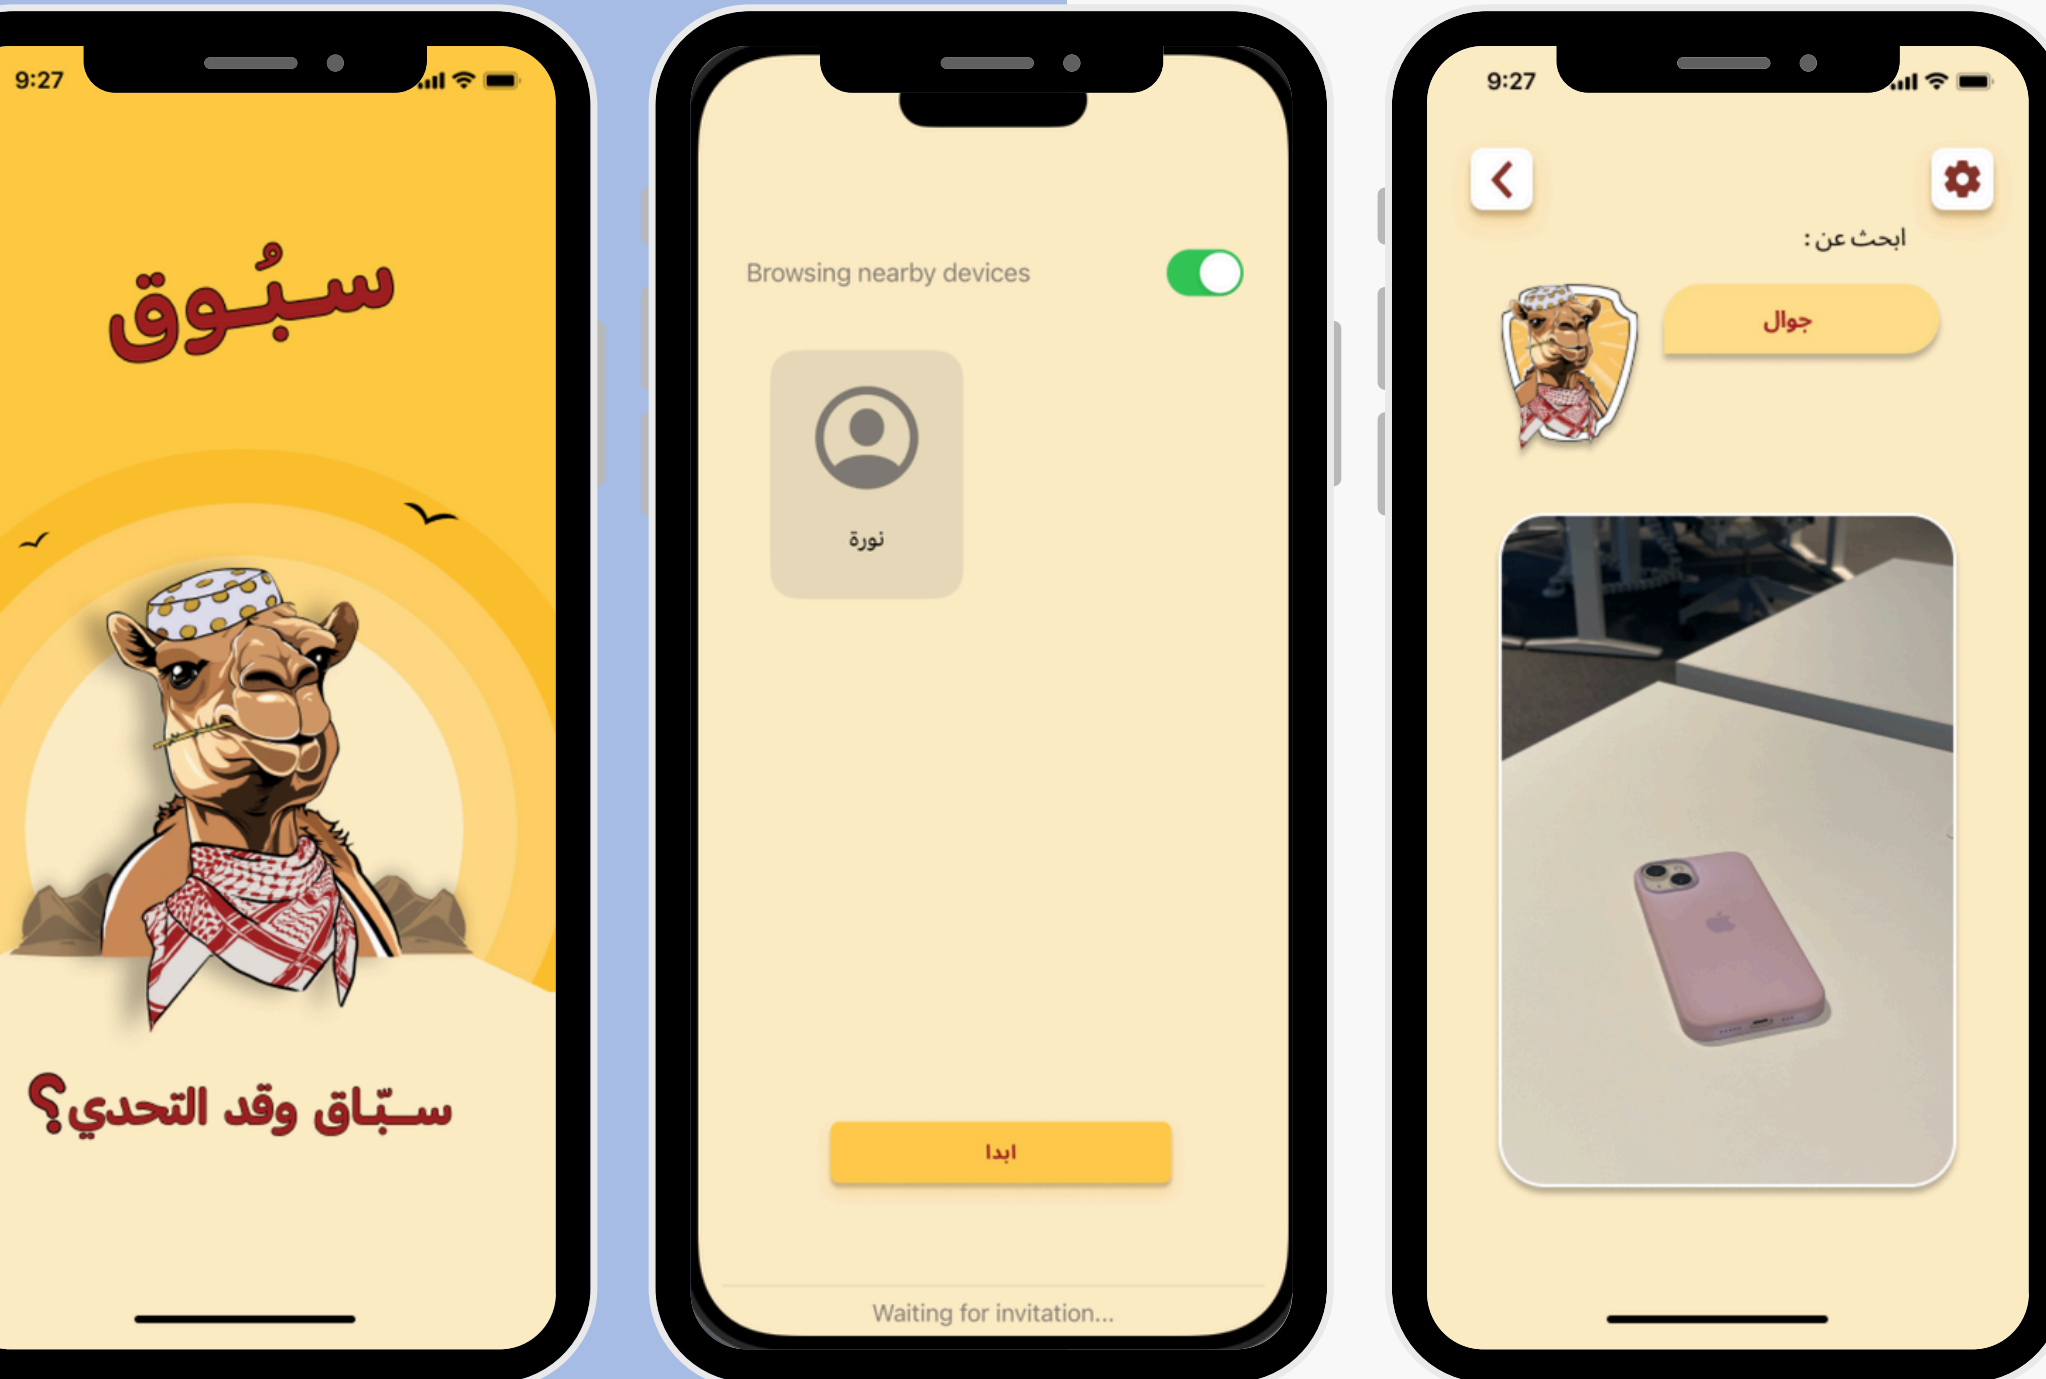 9:27
سبُوق
سبّاق وقد التحدي؟
Browsing nearby devices
نورة
ابدا
Waiting for invitation...
9:27
ابحث عن :
جوال